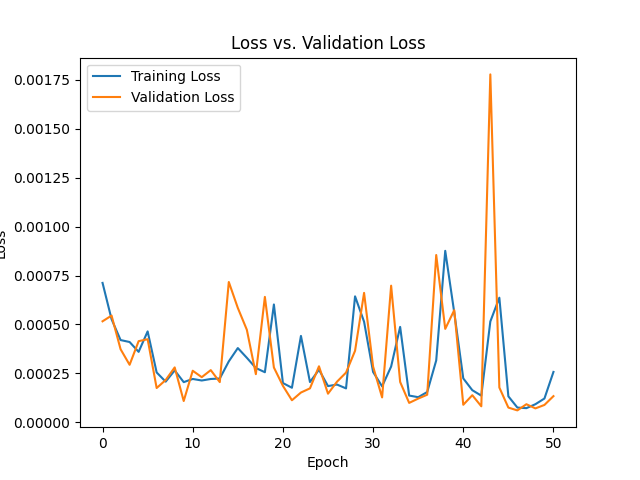 Loss vs. Validation Loss
Training Loss
Validation Loss
0.00175
0.00150
0.00125
0.00100
0.00075
0.00050
0.00025
0.00000
Loss
0 10 20 30 40 50
Epoch